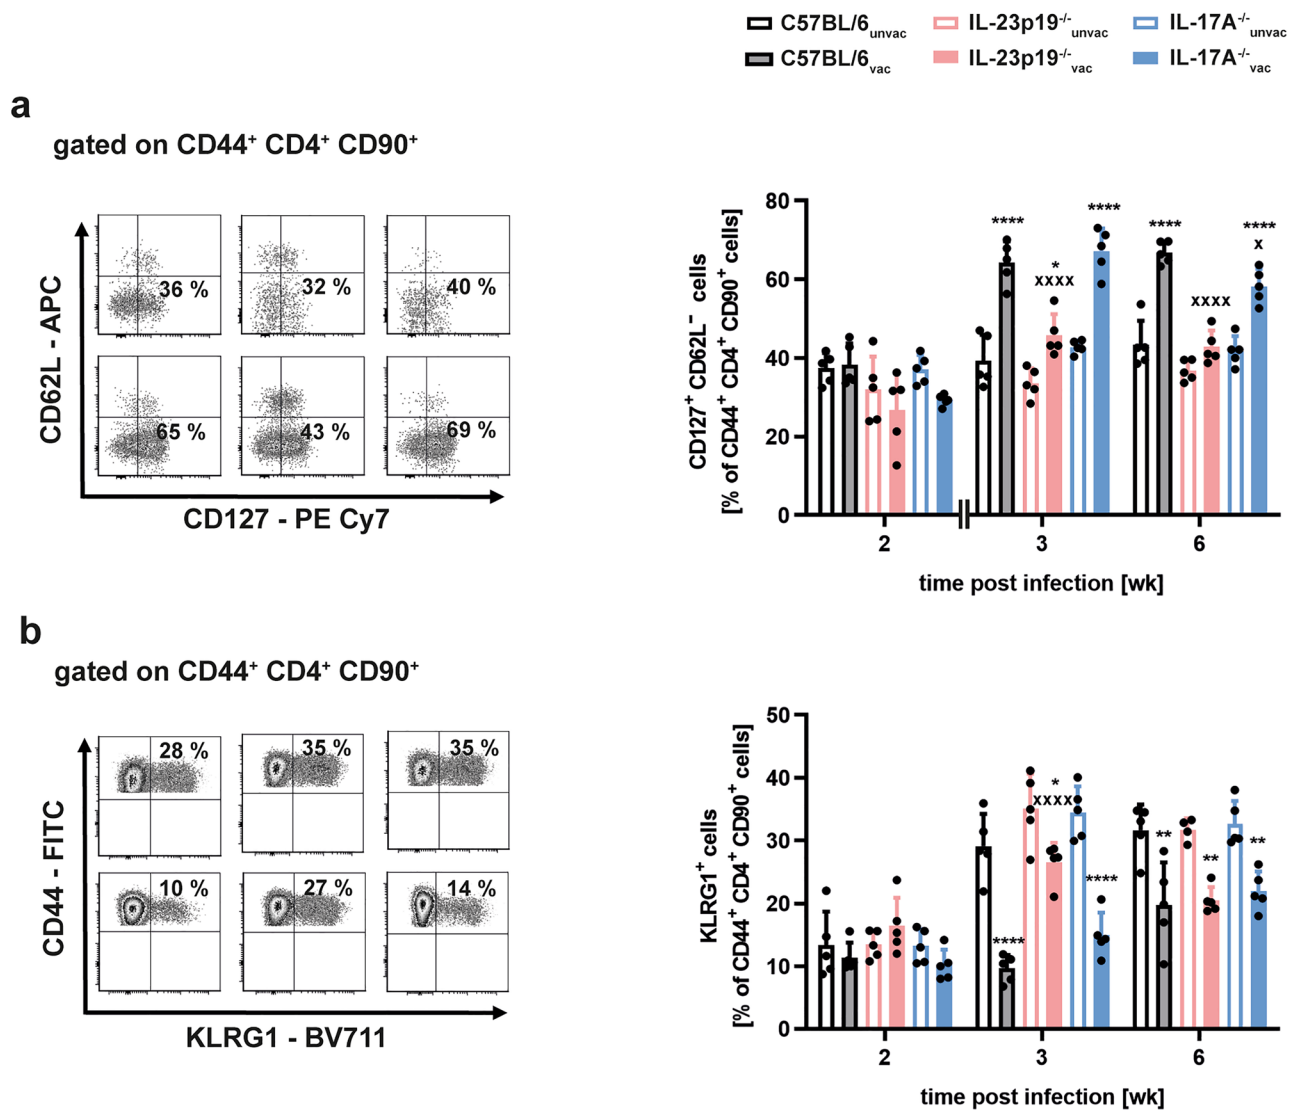 C57BL/6unvac IL-23p19-/-unvac IL-17A-/-unvac
C57BL/6vac IL-23p19-/-vac IL-17A-/-vac
a
gated on CD44+ CD4+ CD90+
36 % 32 % 40 %
65 % 43 % 69 %
CD62L - APC
CD127 - PE Cy7
CD127+ CD62L− cells
[% of CD44+ CD4+ CD90+ cells]
80
60
40
20
0
**** * xxxx ****
**** xxxx **** x
2 3 6
time post infection [wk]
b
gated on CD44+ CD4+ CD90+
28 % 35 % 35 %
10 % 27 % 14 %
CD44 - FITC
KLRG1 - BV711
KLRG1+ cells
[% of CD44+ CD4+ CD90+ cells]
50
40
30
20
10
0
**** * xxxx ****
** ** **
2 3 6
time post infection [wk]